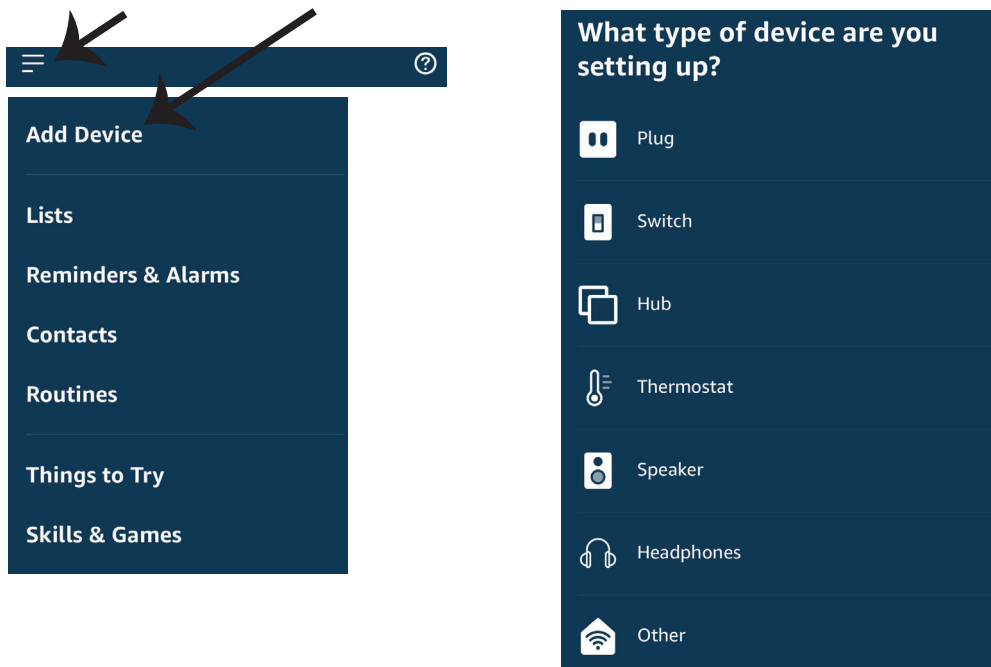 Add Device
Lists
Reminders & Alarms
Contacts
Routines
Things to Try
Skills & Games
What type of device are you
setting up?
Plug
Switch
Hub
Thermostat
Speaker
Headphones
Other